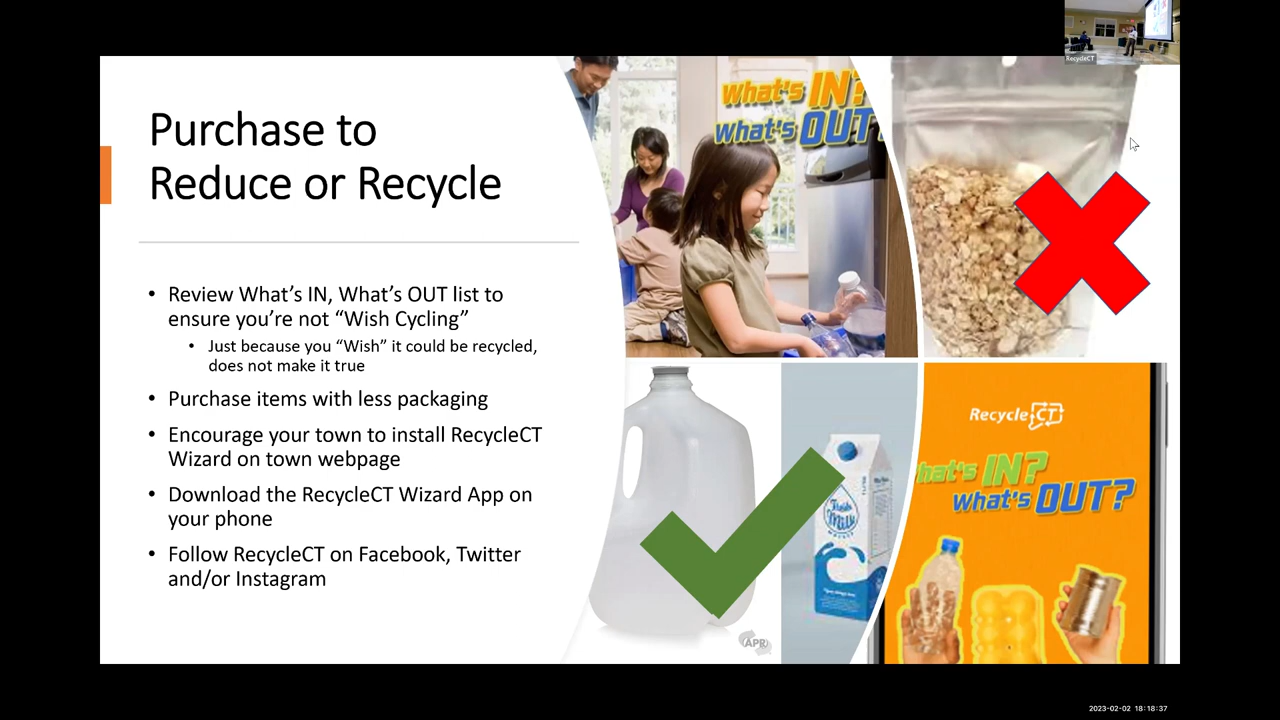 RecycleCT
Purchase to
Reduce or Recycle
• Review What's IN, What's OUT list to
ensure you're not "Wish Cycling"
• Just because you "Wish" it could be recycled,
does not make it true
• Purchase items with less packaging
• Encourage your town to install RecycleCT
Wizard on town webpage
• Download the RecycleCT Wizard App on
your phone
• Follow RecycleCT on Facebook, Twitter
and/or Instagram
What's IN?
What's OUT
Fresh
Milk
APR
RecycleCT
hat's IN?
What's OUT?
2023-02-02 18:18:37